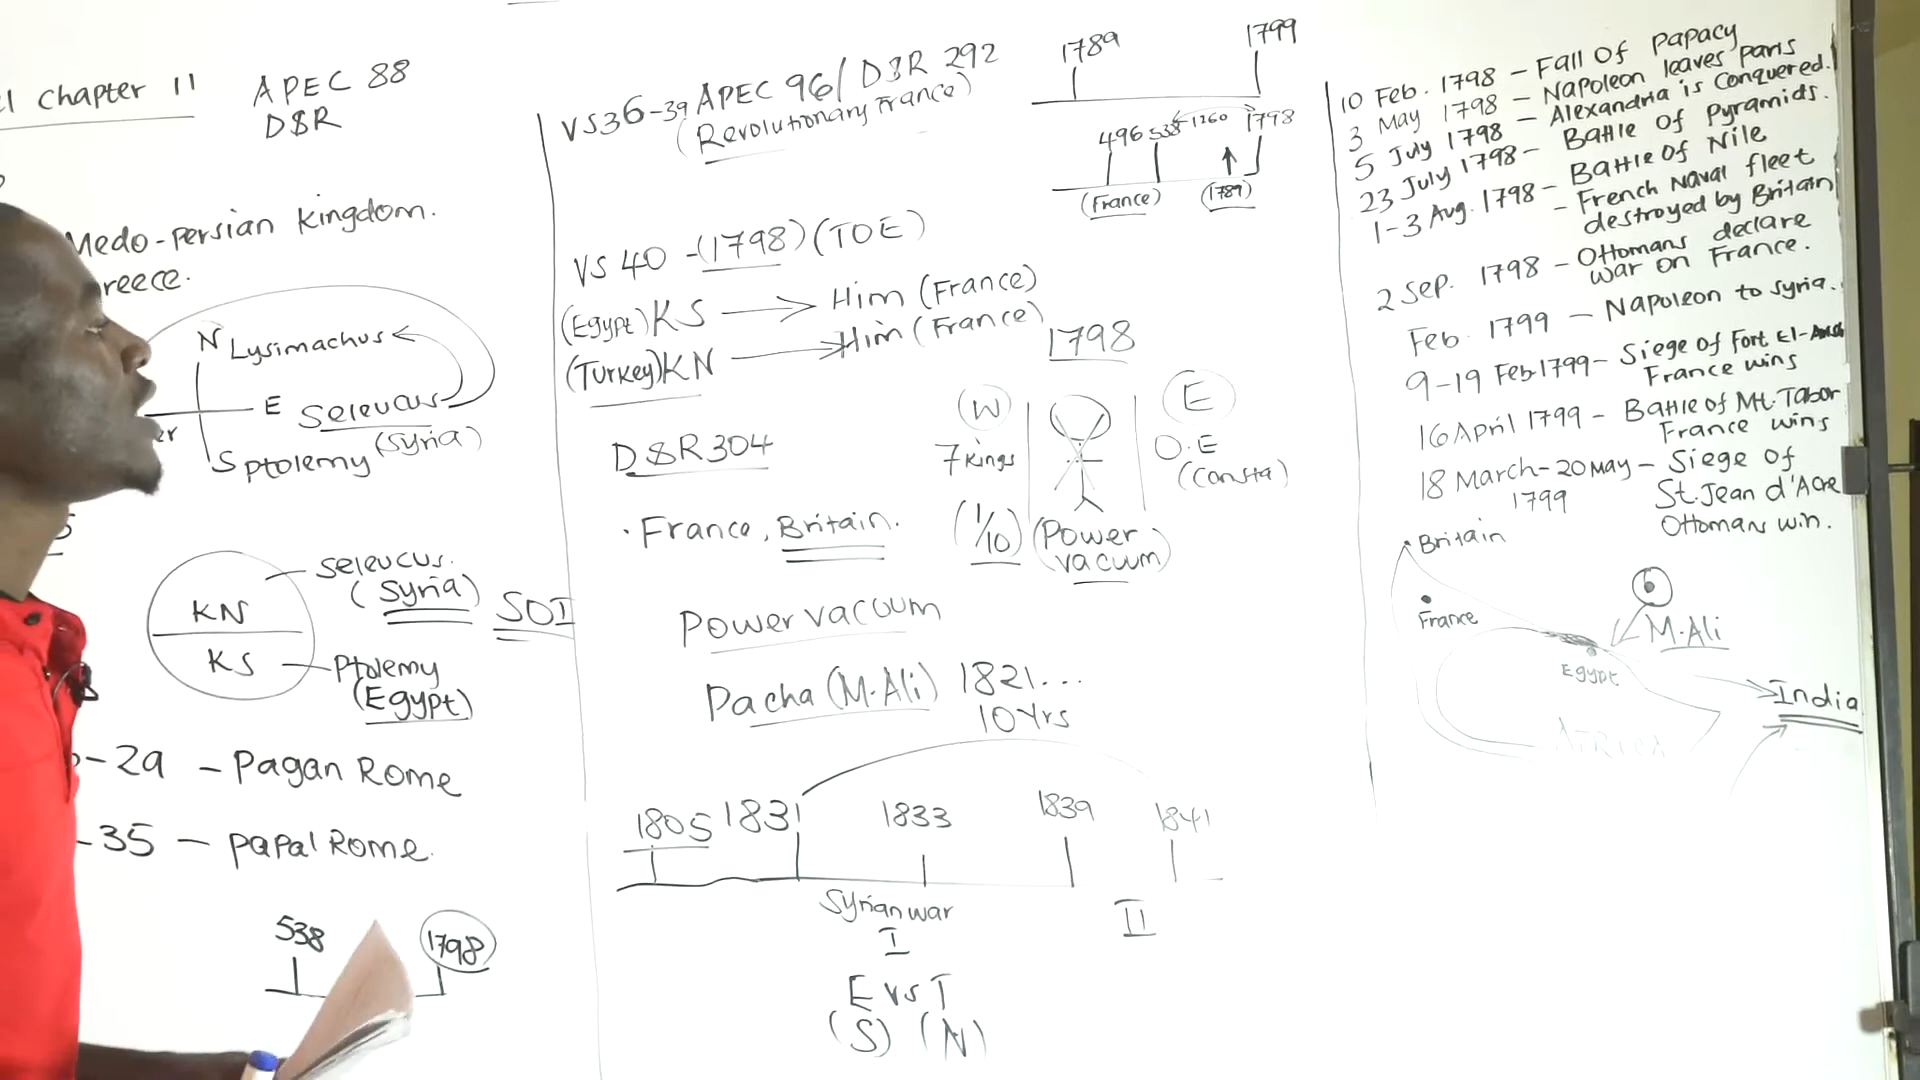 Chapter 11
APEC 88
D&R
Medo-Persian Kingdom.
reece.
N Lysimachus
E Seleucus
(Syria)
S Ptolemy
er
KN
KS
Seleucus.
(Syria)
SOI
Ptolemy
(Egypt)
-29 - Pagan Rome
-35 - Papal Rome.
538
1798
VS36-39 APEC 96/D&R 292
(Revolutionary France)
1789
1799
496
538
1260
1798
(France)
(1789)
VS 40 -(1798)(TOE)
(Egypt)KS → Him (France)
(Turkey)KN → Him (France)
D&R304
• France, Britain.
1798
(W)
E
7 Kings
O.E
(Consta)
(1/10)
(Power
vacuum)
Power vacuum
Pacha (M.Ali) 1821...
10 Yrs
1805
1831
1833
1839
1841
Syrian war
I
II
E vs T
(S) (N)
10 Feb. 1798 - Fall Of Papacy
3 May 1798 - Napoleon leaves Paris
5 July 1798 - Alexandria is Conquered.
23 July 1798 - Battle of Pyramids.
1-3 Aug. 1798 - Battle Of Nile
- French Naval fleet
destroyed by Britain
2 Sep. 1798 - Ottomans declare
war on France.
Feb. 1799 - Napoleon to Syria.
9-19 Feb 1799 - Siege of Fort El-Arish
France wins
16 April 1799 - Battle of Mt. Tabor
France wins
18 March-20 May - Siege of
1799
St. Jean d'Acre
Ottomans win.
Britain
France
6
M.Ali
Egypt
India
AFRICA